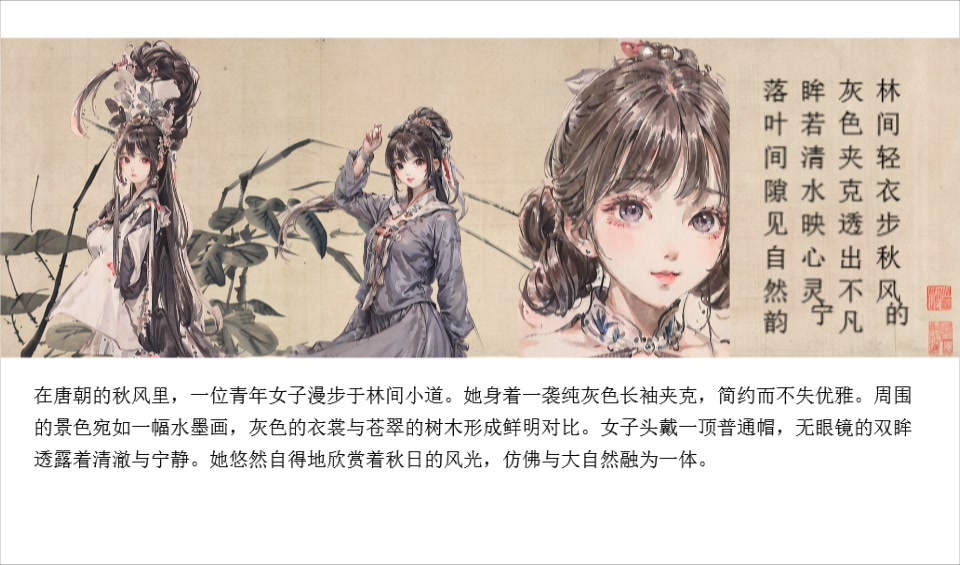 林间轻衣步秋风的
灰色夹克透出不凡
眸若清水映心灵宁
落叶间隙见自然韵
在唐朝的秋风里，一位青年女子漫步于林间小道。她身着一袭纯灰色长袖夹克，简约而不失优雅。周围
的景色宛如一幅水墨画，灰色的衣裳与苍翠的树木形成鲜明对比。女子头戴一顶普通帽，无眼镜的双眸
透露着清澈与宁静。她悠然自得地欣赏着秋日的风光，仿佛与大自然融为一体。